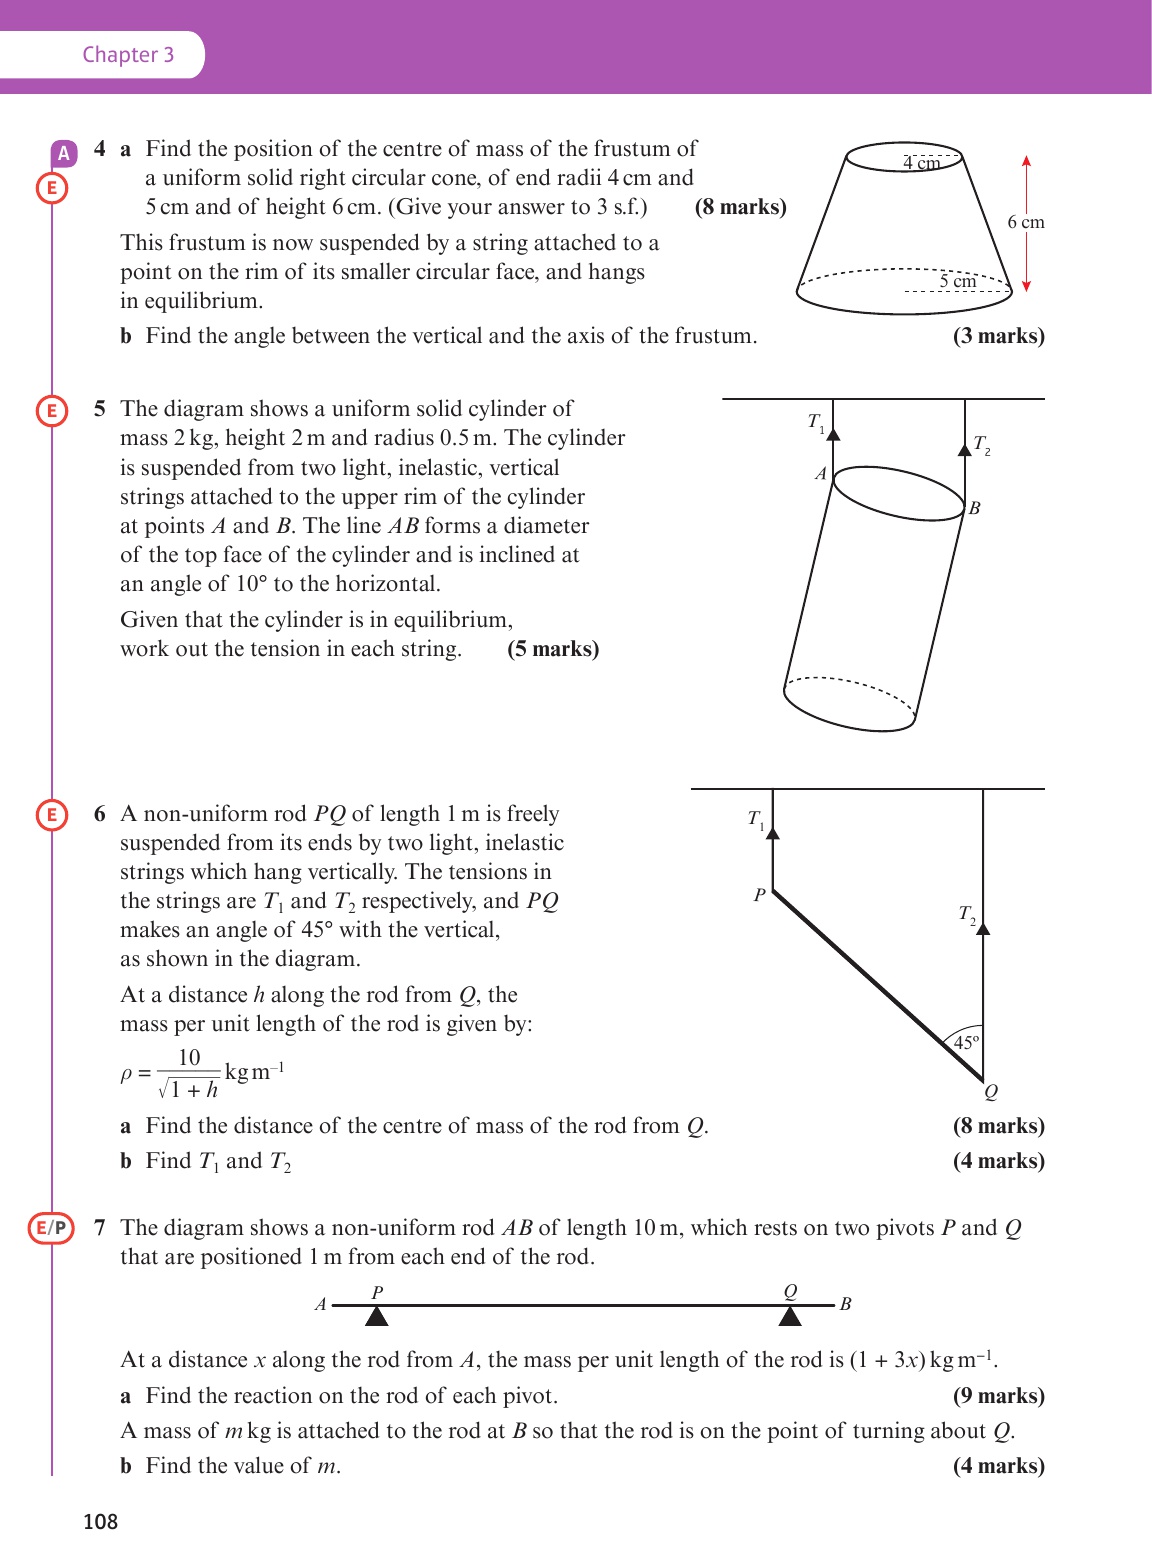 Chapter 3
A
E
4 a Find the position of the centre of mass of the frustum of
a uniform solid right circular cone, of end radii 4 cm and
5 cm and of height 6 cm. (Give your answer to 3 s.f.) (8 marks)
This frustum is now suspended by a string attached to a
point on the rim of its smaller circular face, and hangs
in equilibrium.
b Find the angle between the vertical and the axis of the frustum. (3 marks)
4 cm
6 cm
5 cm
E
5 The diagram shows a uniform solid cylinder of
mass 2 kg, height 2 m and radius 0.5 m. The cylinder
is suspended from two light, inelastic, vertical
strings attached to the upper rim of the cylinder
at points A and B. The line AB forms a diameter
of the top face of the cylinder and is inclined at
an angle of 10° to the horizontal.
Given that the cylinder is in equilibrium,
work out the tension in each string. (5 marks)
T₁
T₂
A
B
E
6 A non-uniform rod PQ of length 1 m is freely
suspended from its ends by two light, inelastic
strings which hang vertically. The tensions in
the strings are T₁ and T₂ respectively, and PQ
makes an angle of 45° with the vertical,
as shown in the diagram.
At a distance h along the rod from Q, the
mass per unit length of the rod is given by:
ρ = 10/√(1 + h) kg m⁻¹
T₁
P
T₂
45°
Q
a Find the distance of the centre of mass of the rod from Q. (8 marks)
b Find T₁ and T₂ (4 marks)
E/P
7 The diagram shows a non-uniform rod AB of length 10 m, which rests on two pivots P and Q
that are positioned 1 m from each end of the rod.
P Q
A B
At a distance x along the rod from A, the mass per unit length of the rod is (1 + 3x) kg m⁻¹.
a Find the reaction on the rod of each pivot. (9 marks)
A mass of m kg is attached to the rod at B so that the rod is on the point of turning about Q.
b Find the value of m. (4 marks)
108